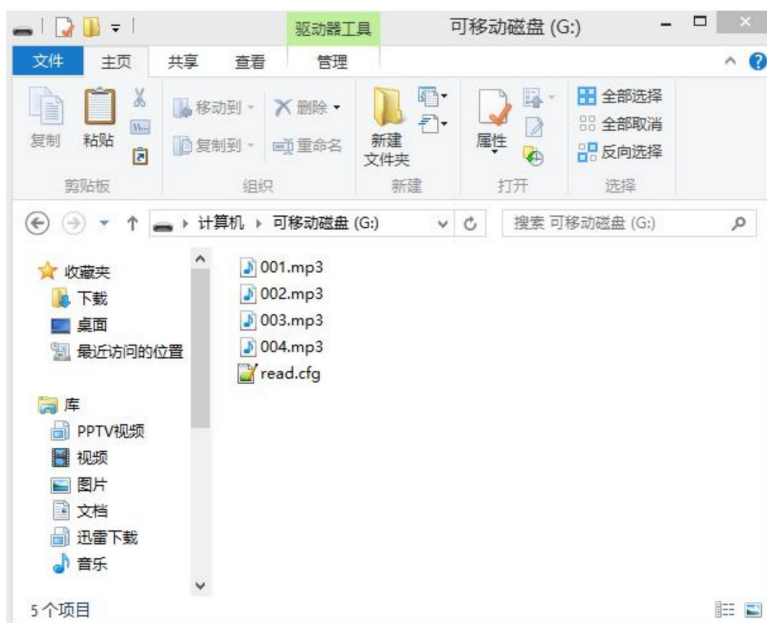 驱动器工具
可移动磁盘 (G:)
文件
主页
共享
查看
管理
复制
粘贴
移动到
复制到
删除
重命名
新建
文件夹
属性
全部选择
全部取消
反向选择
剪贴板
组织
新建
打开
选择
计算机
可移动磁盘 (G:)
搜索 可移动磁盘 (G:)
收藏夹
下载
桌面
最近访问的位置
库
PPTV视频
视频
图片
文档
迅雷下载
音乐
001.mp3
002.mp3
003.mp3
004.mp3
read.cfg
5 个项目